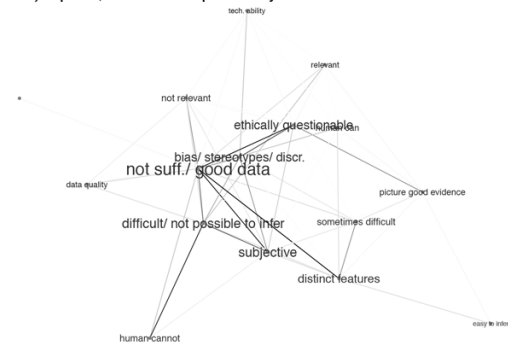 tech. ability
relevant
not relevant
ethically questionable
human can
bias/ stereotypes/ discr.
not suff./ good data
data quality
picture good evidence
difficult/ not possible to infer
sometimes difficult
subjective
distinct features
easy to infer
human cannot